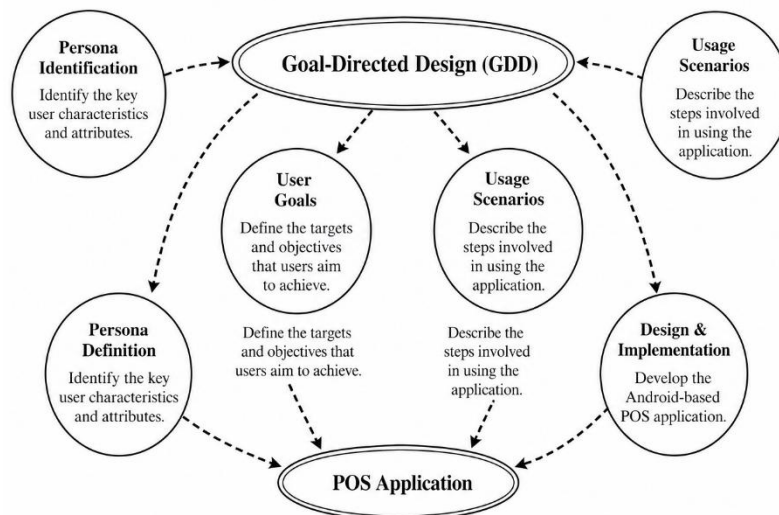 Persona
Identification
Identify the key
user characteristics
and attributes.
Goal-Directed Design (GDD)
Usage
Scenarios
Describe the
steps involved
in using the
application.
User
Goals
Define the targets
and objectives
that users aim
to achieve.
Usage
Scenarios
Describe the
steps involved
in using the
application.
Persona
Definition
Identify the key
user characteristics
and attributes.
Define the targets
and objectives that
users aim to achieve.
Describe the
steps involved
in using the
application.
Design &
Implementation
Develop the
Android-based
POS application.
POS Application